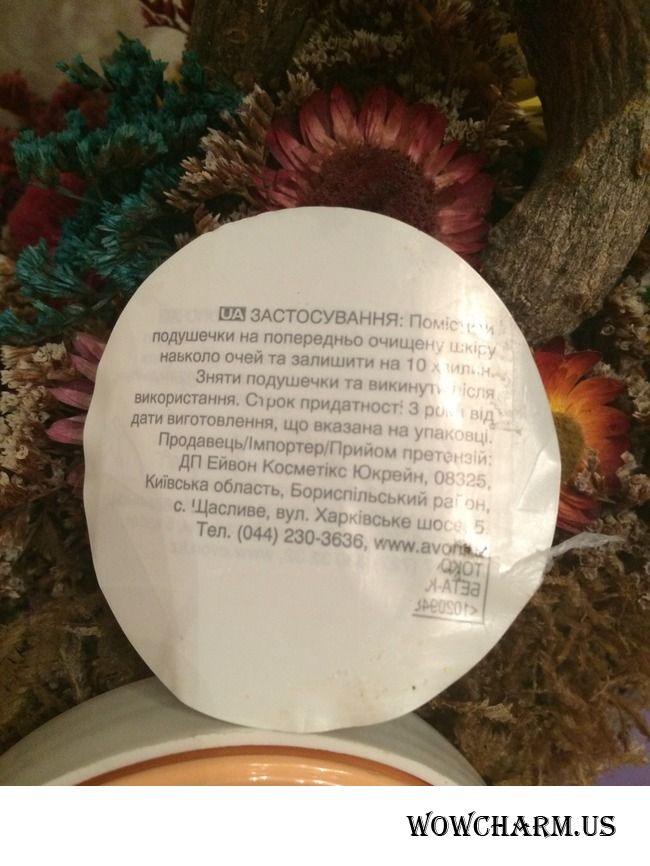 UA ЗАСТОСУВАННЯ: Помістити
подушечки на попередньо очищену шкіру
наьколо очей та залишити на 10 хвилин.
Зняти подушечки та викинути після
використання. Строк придатності 3 роки від
дати виготовлення, що вказана на упаковці.
Продавець/Імпортер/Прийом претензій:
ДП Ейвон Косметікс Юкрейн, 08325,
Київська область, Бориспільський район,
с. Щасливе, вул. Харківське шосе, 5.
Тел. (044) 230-3636, www.avon
ТОКО
БЕТА-К
WOWCHARM.US